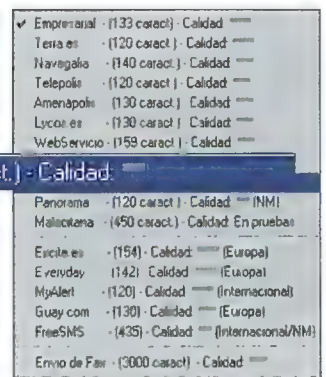 ✔ Empresarial - (133 caract) - Calidad:
Terra.es - (120 caract.) - Calidad:
Navegalia - (140 caract.) - Calidad:
Telepolis - (120 caract.) - Calidad:
Amenapolis (130 caract.) - Calidad:
Lycos.es - (130 caract.) - Calidad:
WebServicio - (159 caract.) - Calidad:
ct.) - Calidad:
Panorama - (120 caract.) - Calidad: (NM)
Malacitana - (450 caract.) - Calidad: En pruebas
Excite.es - (154) - Calidad: (Europa)
Everyday (142) Calidad (Europa)
MyAlert - (120) - Calidad: (Internacional)
Guay.com - (130) - Calidad: (Europa)
FreeSMS - (435) - Calidad: (Internacional/NM)
Envio de Fax - (3000 caract) - Calidad: